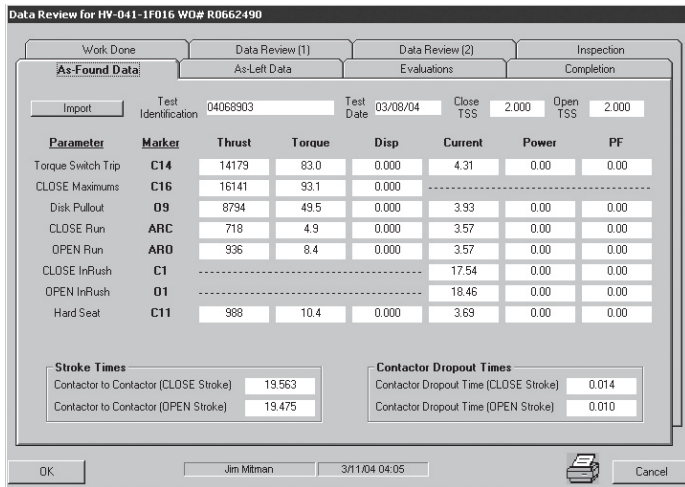 Data Review for HV-041-1F016 WO# R0662490
Work Done Data Review (1) Data Review (2) Inspection
As-Found Data As-Left Data Evaluations Completion
Import Test Identification 04068903 Test Date 03/08/04 Close TSS 2.000 Open TSS 2.000
Parameter Marker Thrust Torque Disp Current Power PF
Torque Switch Trip C14 14179 83.0 0.000 4.31 0.00 0.00
CLOSE Maximums C16 16141 93.1 0.000
Disk Pullout O9 8794 49.5 0.000 3.93 0.00 0.00
CLOSE Run ARC 718 4.9 0.000 3.57 0.00 0.00
OPEN Run ARO 936 8.4 0.000 3.57 0.00 0.00
CLOSE InRush C1 17.54 0.00 0.00
OPEN InRush O1 18.46 0.00 0.00
Hard Seat C11 988 10.4 0.000 3.69 0.00 0.00
Stroke Times
Contactor to Contactor (CLOSE Stroke) 19.563
Contactor to Contactor (OPEN Stroke) 19.475
Contactor Dropout Times
Contactor Dropout Time (CLOSE Stroke) 0.014
Contactor Dropout Time (OPEN Stroke) 0.010
OK Jim Mitman 3/11/04 04:05 Cancel